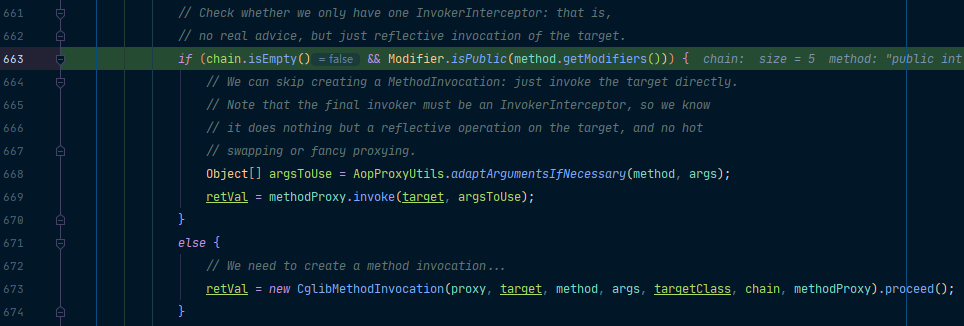 661 // Check whether we only have one InvokerInterceptor: that is,
662 // no real advice, but just reflective invocation of the target.
663 if (chain.isEmpty() = false && Modifier.isPublic(method.getModifiers())) { chain: size = 5 method: "public int
664 // We can skip creating a MethodInvocation: just invoke the target directly.
665 // Note that the final invoker must be an InvokerInterceptor, so we know
666 // it does nothing but a reflective operation on the target, and no hot
667 // swapping or fancy proxying.
668 Object[] argsToUse = AopProxyUtils.adaptArgumentsIfNecessary(method, args);
669 retVal = methodProxy.invoke(target, argsToUse);
670 }
671 else {
672 // We need to create a method invocation...
673 retVal = new CglibMethodInvocation(proxy, target, method, args, targetClass, chain, methodProxy).proceed();
674 }